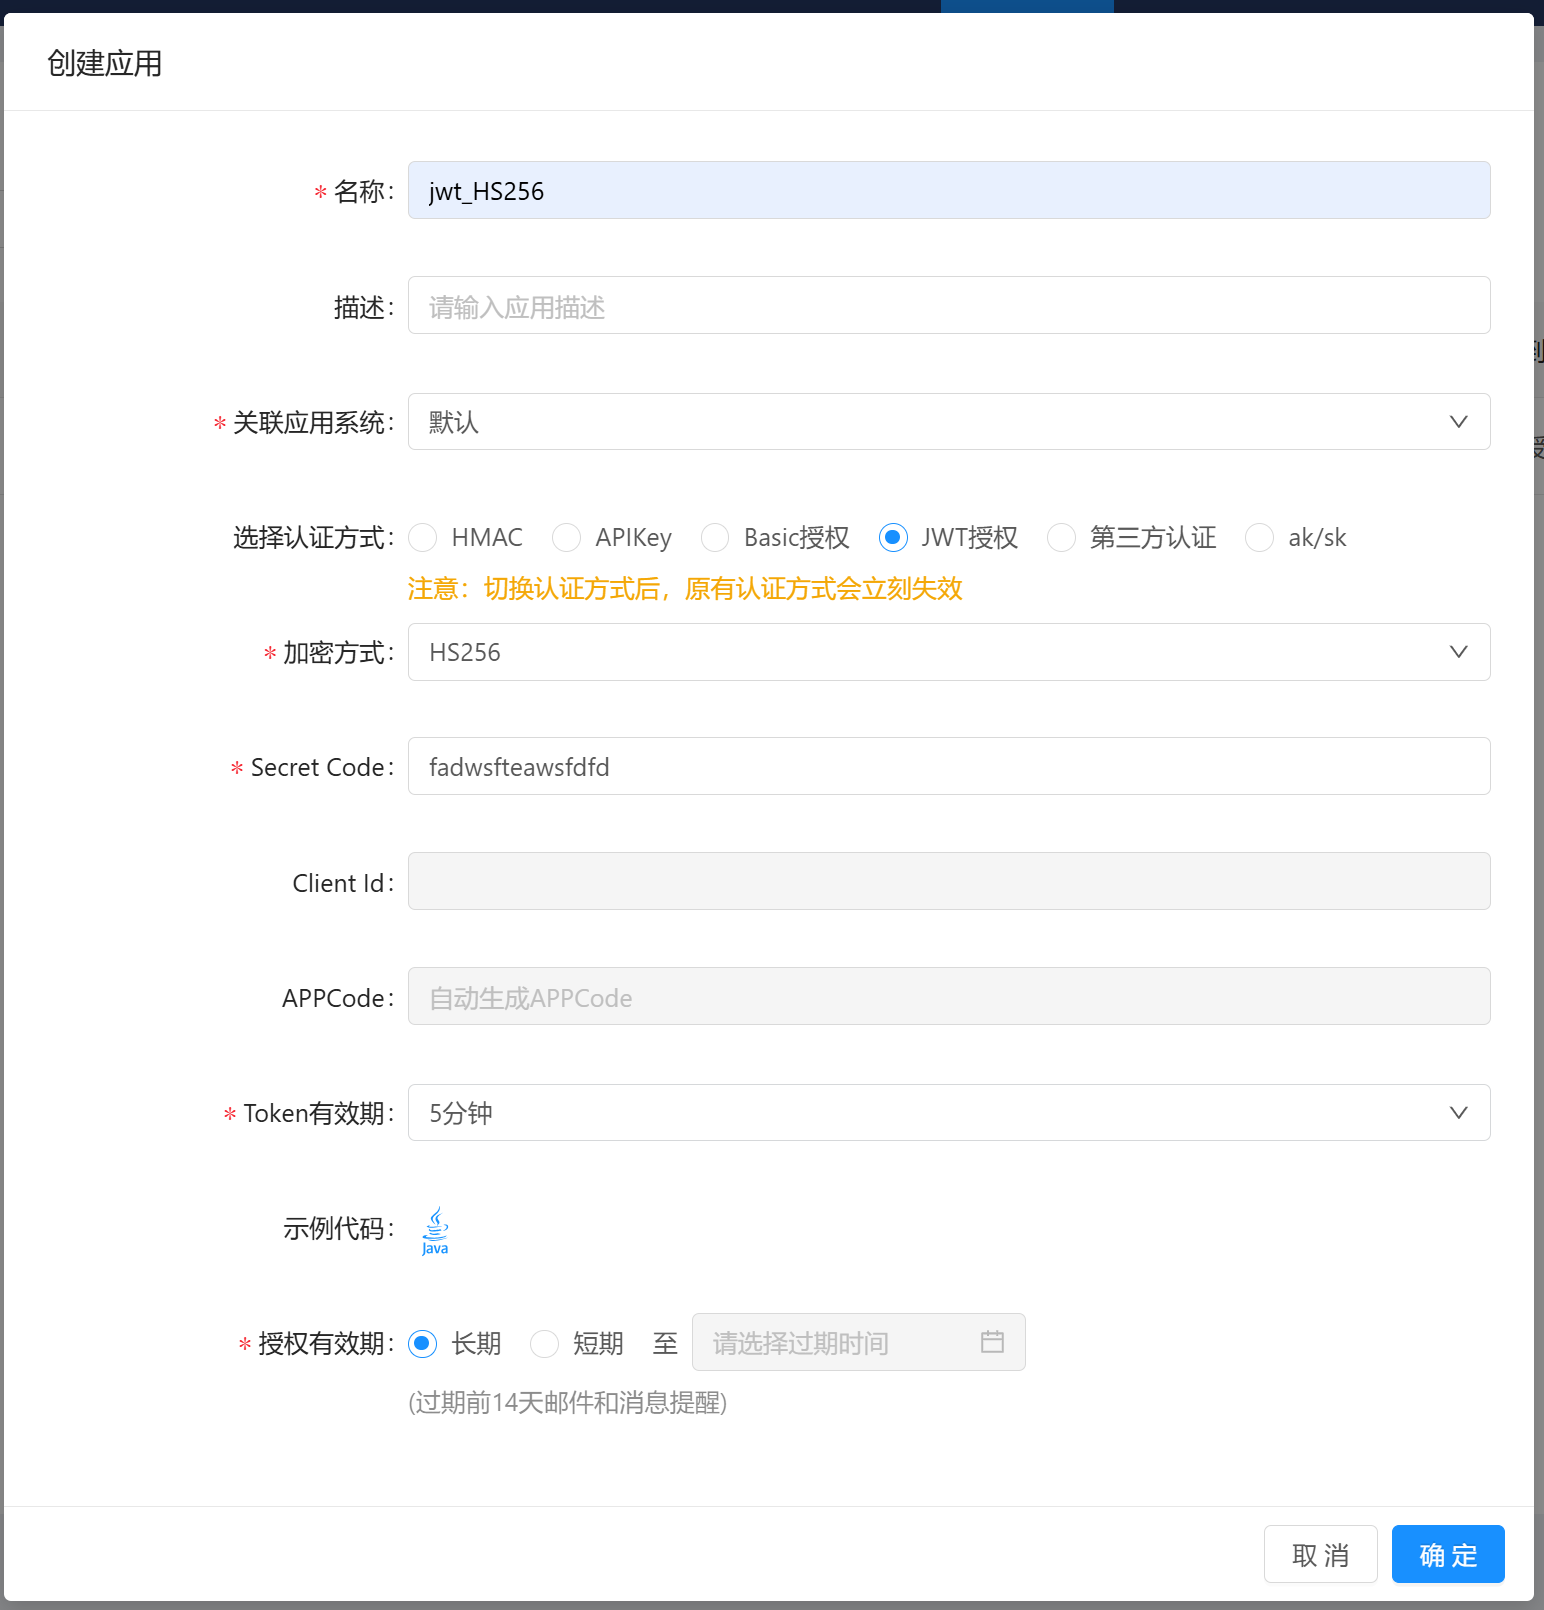 创建应用
* 名称: jwt_HS256
描述: 请输入应用描述
* 关联应用系统: 默认
选择认证方式: HMAC APIKey Basic授权 JWT授权 第三方认证 ak/sk
注意：切换认证方式后，原有认证方式会立刻失效
* 加密方式: HS256
* Secret Code: fadwsfteawsfdfd
Client Id:
APPCode: 自动生成APPCode
* Token有效期: 5分钟
示例代码: Java
* 授权有效期: 长期 短期 至 请选择过期时间
(过期前14天邮件和消息提醒)
取 消 确 定